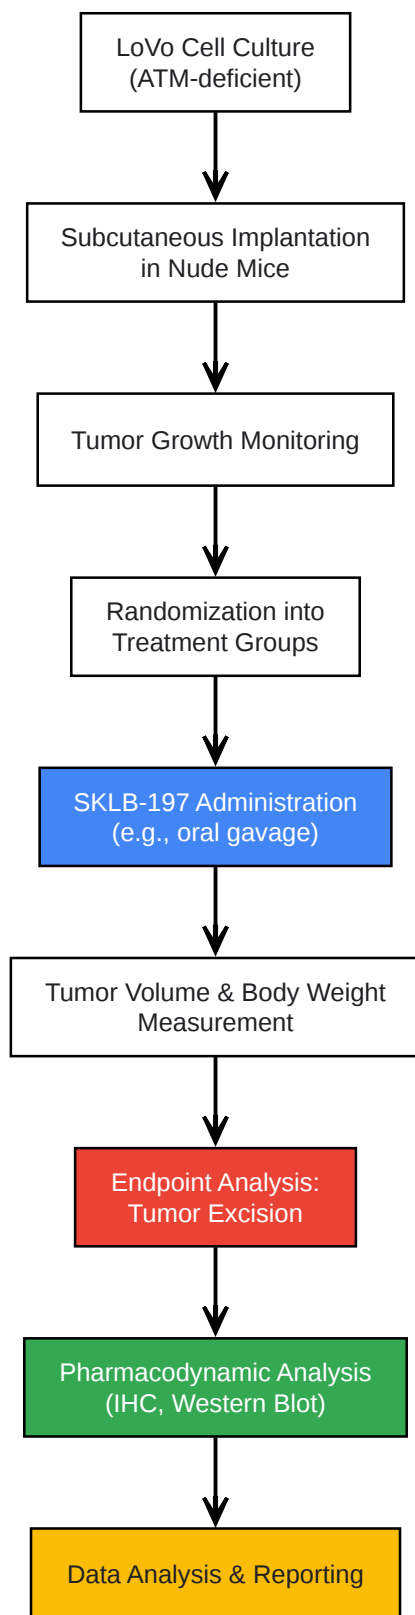 LoVo Cell Culture
(ATM-deficient)
Subcutaneous Implantation
in Nude Mice
Tumor Growth Monitoring
Randomization into
Treatment Groups
SKLB-197 Administration
(e.g., oral gavage)
Tumor Volume & Body Weight
Measurement
Endpoint Analysis:
Tumor Excision
Pharmacodynamic Analysis
(IHC, Western Blot)
Data Analysis & Reporting